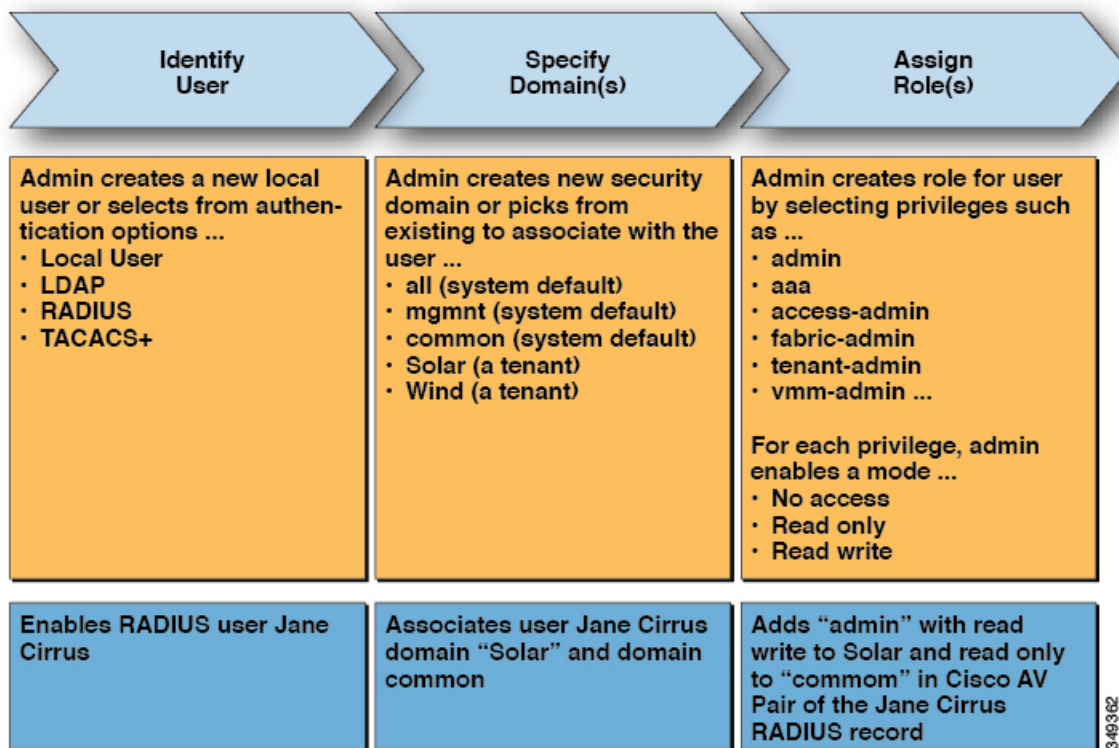 Identify
User
Specify
Domain(s)
Assign
Role(s)
Admin creates a new local
user or selects from authen-
tication options ...
• Local User
• LDAP
• RADIUS
• TACACS+
Admin creates new security
domain or picks from
existing to associate with the
user ...
• all (system default)
• mgmnt (system default)
• common (system default)
• Solar (a tenant)
• Wind (a tenant)
Admin creates role for user
by selecting privileges such
as ...
• admin
• aaa
• access-admin
• fabric-admin
• tenant-admin
• vmm-admin ...
For each privilege, admin
enables a mode ...
• No access
• Read only
• Read write
Enables RADIUS user Jane
Cirrus
Associates user Jane Cirrus
domain “Solar” and domain
common
Adds “admin” with read
write to Solar and read only
to “commom” in Cisco AV
Pair of the Jane Cirrus
RADIUS record
349362